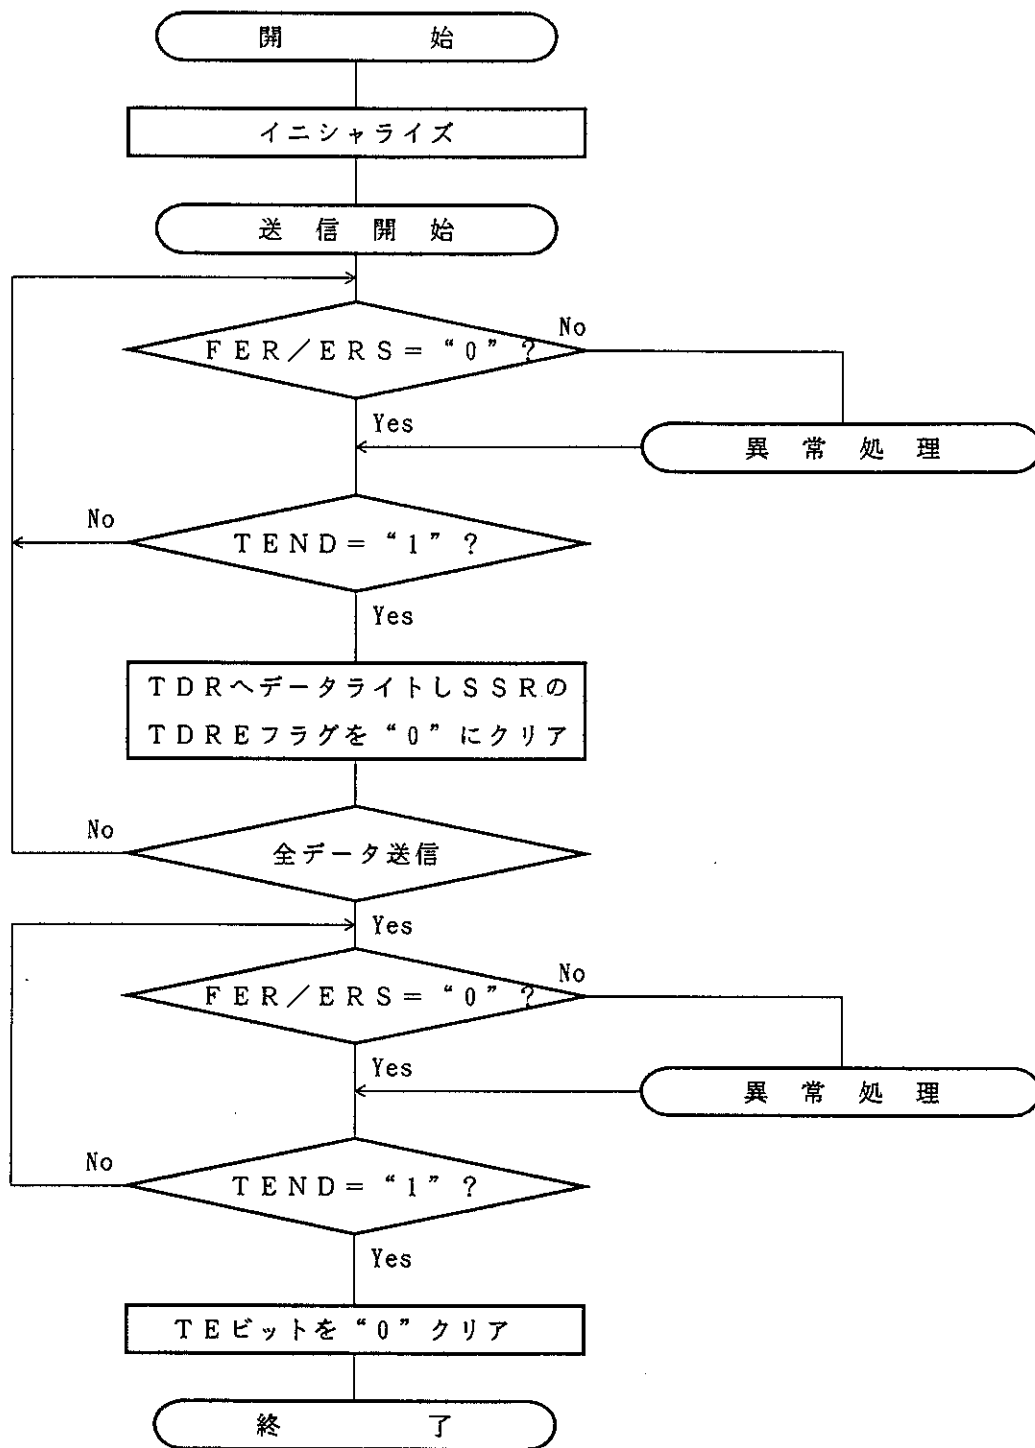 開始
イニシャライズ
送信開始
FER／ERS＝“0”？
No
Yes
異常処理
No
TEND＝“1”？
Yes
TDRへデータライトしSSRの
TDREフラグを“0”にクリア
No
全データ送信
Yes
FER／ERS＝“0”？
No
Yes
異常処理
No
TEND＝“1”？
Yes
TEビットを“0”クリア
終了